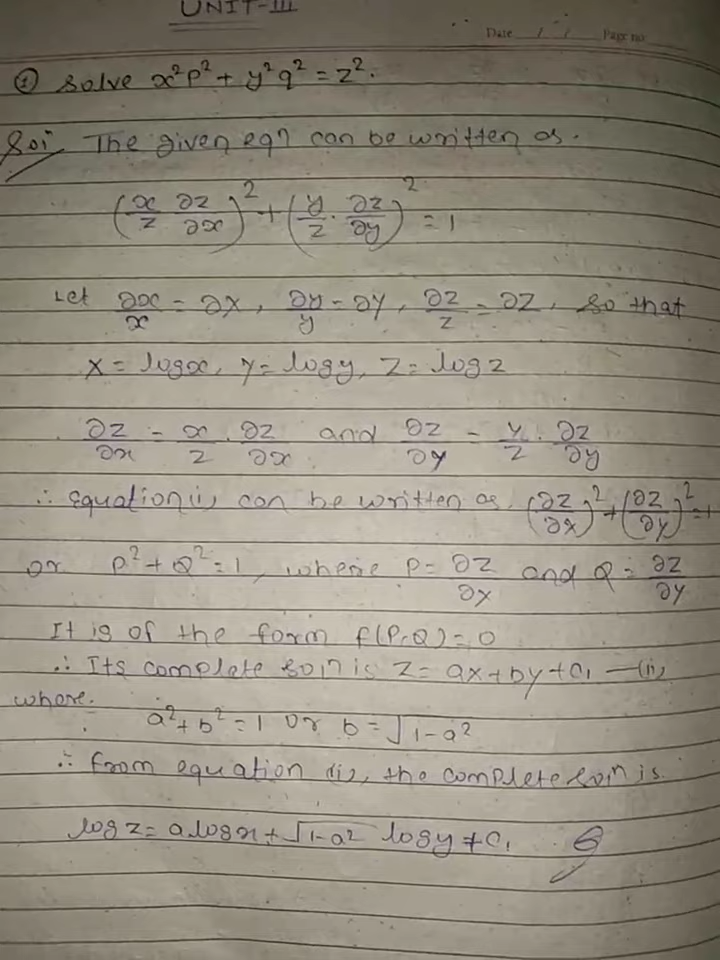 UNIT-III
Date / / Page no
① Solve x²p² + y²q² = z².
Soln The given eqn can be written as.
(x/z ∂z/∂x)² + (y/z · ∂z/∂y)² = 1
Let ∂x/x = ∂X, ∂y/y = ∂Y, ∂z/z = ∂Z, so that
X = logx, Y = logy, Z = logz
∂Z/∂X = x/z · ∂z/∂x and ∂Z/∂Y = y/z · ∂z/∂y
∴ Equation (i) can be written as, (∂Z/∂X)² + (∂Z/∂Y)² = 1
or P² + Q² = 1, where P = ∂Z/∂X and Q = ∂Z/∂Y
It is of the form f(P,Q) = 0
∴ Its complete soln is Z = aX + bY + C₁ —(ii)
where.
a² + b² = 1 or b = √1-a²
∴ from equation (ii), the complete soln is
log z = a logx + √1-a² logy + C₁